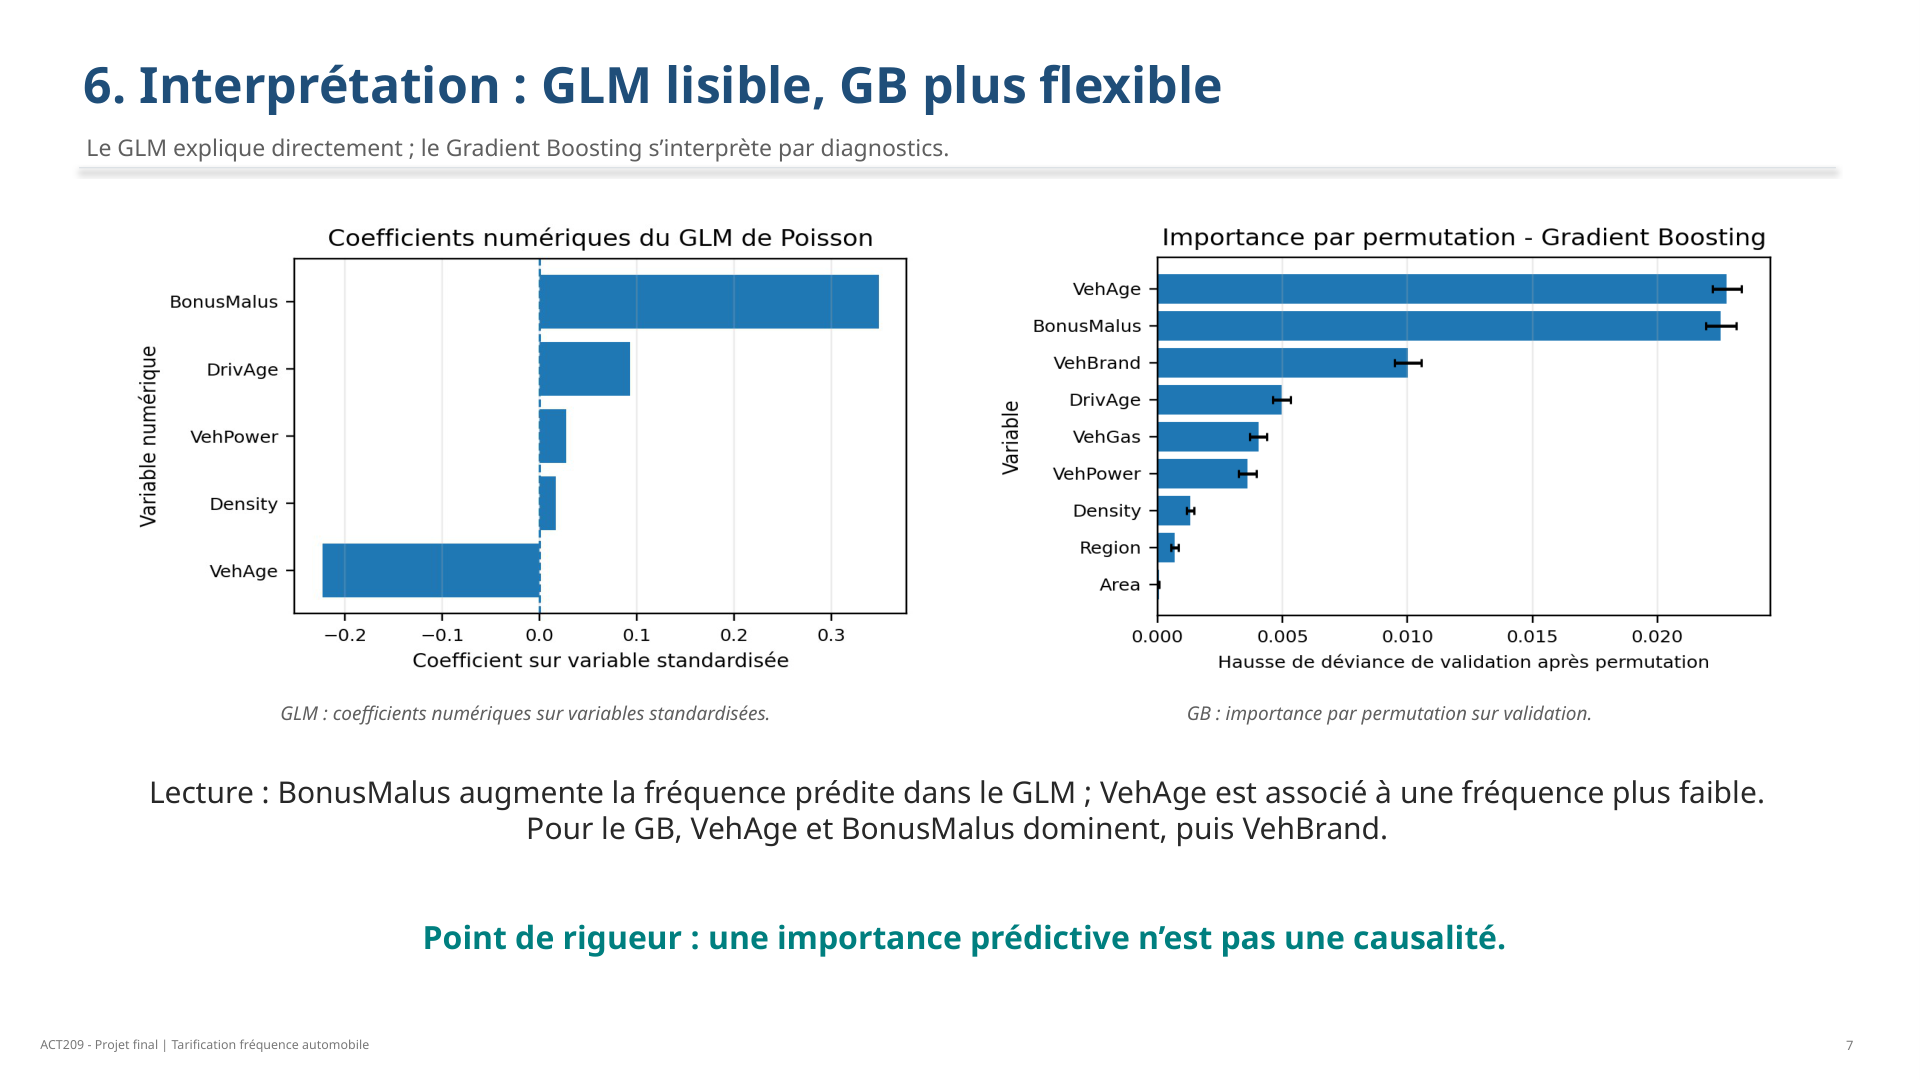 6. Interprétation : GLM lisible, GB plus flexible
Le GLM explique directement ; le Gradient Boosting s’interprète par diagnostics.
Coefficients numériques du GLM de Poisson
Variable numérique
BonusMalus
DrivAge
VehPower
Density
VehAge
−0.2 −0.1 0.0 0.1 0.2 0.3
Coefficient sur variable standardisée
GLM : coefficients numériques sur variables standardisées.
Importance par permutation - Gradient Boosting
Variable
VehAge
BonusMalus
VehBrand
DrivAge
VehGas
VehPower
Density
Region
Area
0.000 0.005 0.010 0.015 0.020
Hausse de déviance de validation après permutation
GB : importance par permutation sur validation.
Lecture : BonusMalus augmente la fréquence prédite dans le GLM ; VehAge est associé à une fréquence plus faible.
Pour le GB, VehAge et BonusMalus dominent, puis VehBrand.
Point de rigueur : une importance prédictive n’est pas une causalité.
ACT209 - Projet final | Tarification fréquence automobile
7